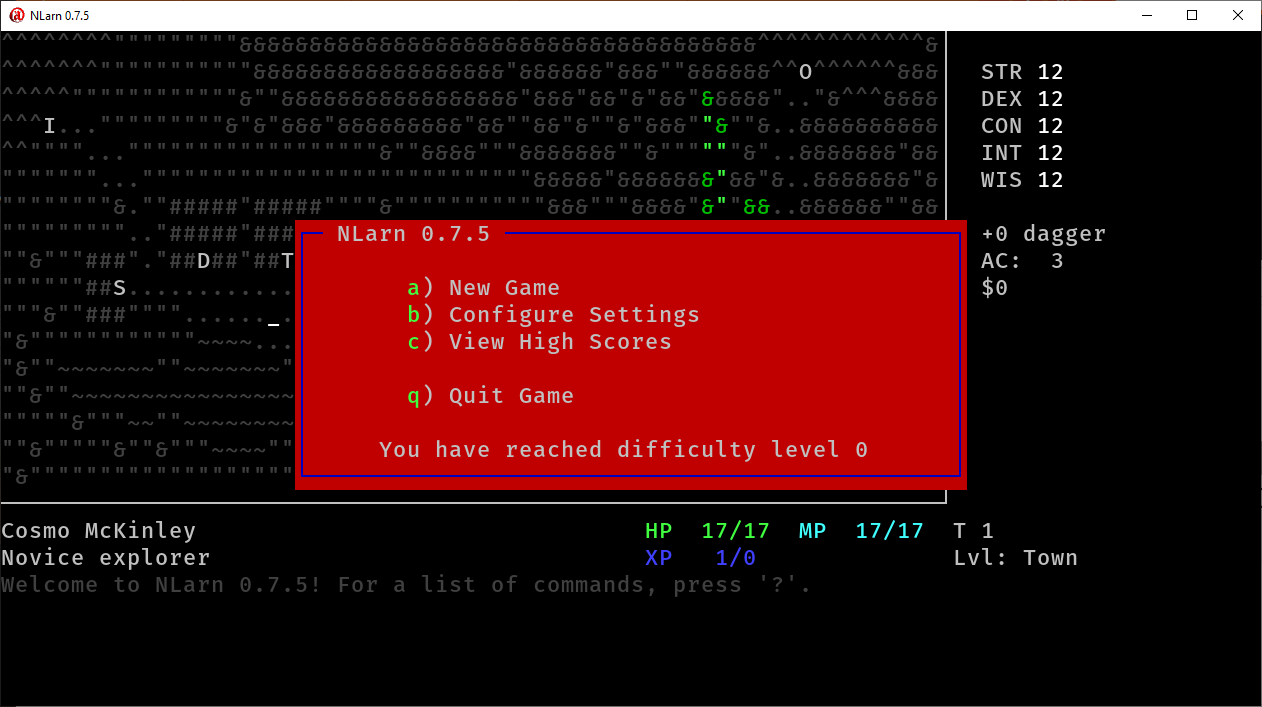 NLarn 0.7.5
^^^^^^^^"""""""""&&&&&&&&&&&&&&&&&&&&&&&&&&&&&&&&&&&&&^^^^^^^^^^^^&
^^^^^^^"""""""""""&&&&&&&&&&&&&&&&&&"&&&&&&"&&&""&&&&&&^^O^^^^^^&&&
STR 12
^^^^^""""""""""""&""&&&&&&&&&&&&&&&&&"&&&"&&"&"&&"&&&&&".."&^^^&&&&
DEX 12
^^^I..."""""""""&"&"&&&"&&&&&&&&&"&&""&&"&""&"&&&""&""&..&&&&&&&&&&
CON 12
^^""""...""""""""""""""""""&""&&&&"""&&&&&&&""&""""""&"..&&&&&&&"&&
INT 12
"""""""...""""""""""""""""""""""""""""&&&&&"&&&&&&&"&&"&..&&&&&&&"&
WIS 12
""""""""&.""#####"#####""""&"""""""""""&&&"""&&&&"&" "&&..&&&&&&""&&
""""""""".."#####"###
NLarn 0.7.5
+0 dagger
""&"""###"."##D##"##T
AC:  3
""""""##S............
a) New Game
$0
"""&""###""""......._.
b) Configure Settings
"&""""""""""""~~~~...
c) View High Scores
"&""~~~~~~~""~~~~~~~"
""&""~~~~~~~~~~~~~~~~
q) Quit Game
"""""&"""~~""~~~~~~~~
""&"""""&""&"""~~~~""
You have reached difficulty level 0
"&"""""""""""""""""""
Cosmo McKinley HP 17/17 MP 17/17 T 1
Novice explorer XP 1/0 Lvl: Town
Welcome to NLarn 0.7.5! For a list of commands, press '?'.